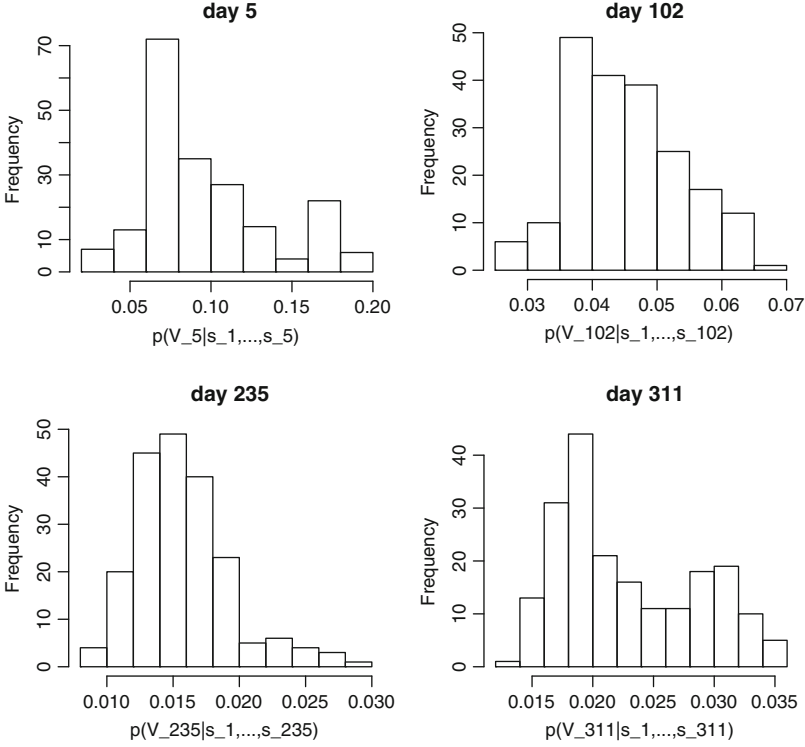 day 5
Frequency
70
50
30
10
0
0.05 0.10 0.15 0.20
p(V_5|s_1,...,s_5)
day 102
Frequency
50
40
30
20
10
0
0.03 0.04 0.05 0.06 0.07
p(V_102|s_1,...,s_102)
day 235
Frequency
50
40
30
20
10
0
0.010 0.015 0.020 0.025 0.030
p(V_235|s_1,...,s_235)
day 311
Frequency
40
30
20
10
0
0.015 0.020 0.025 0.030 0.035
p(V_311|s_1,...,s_311)